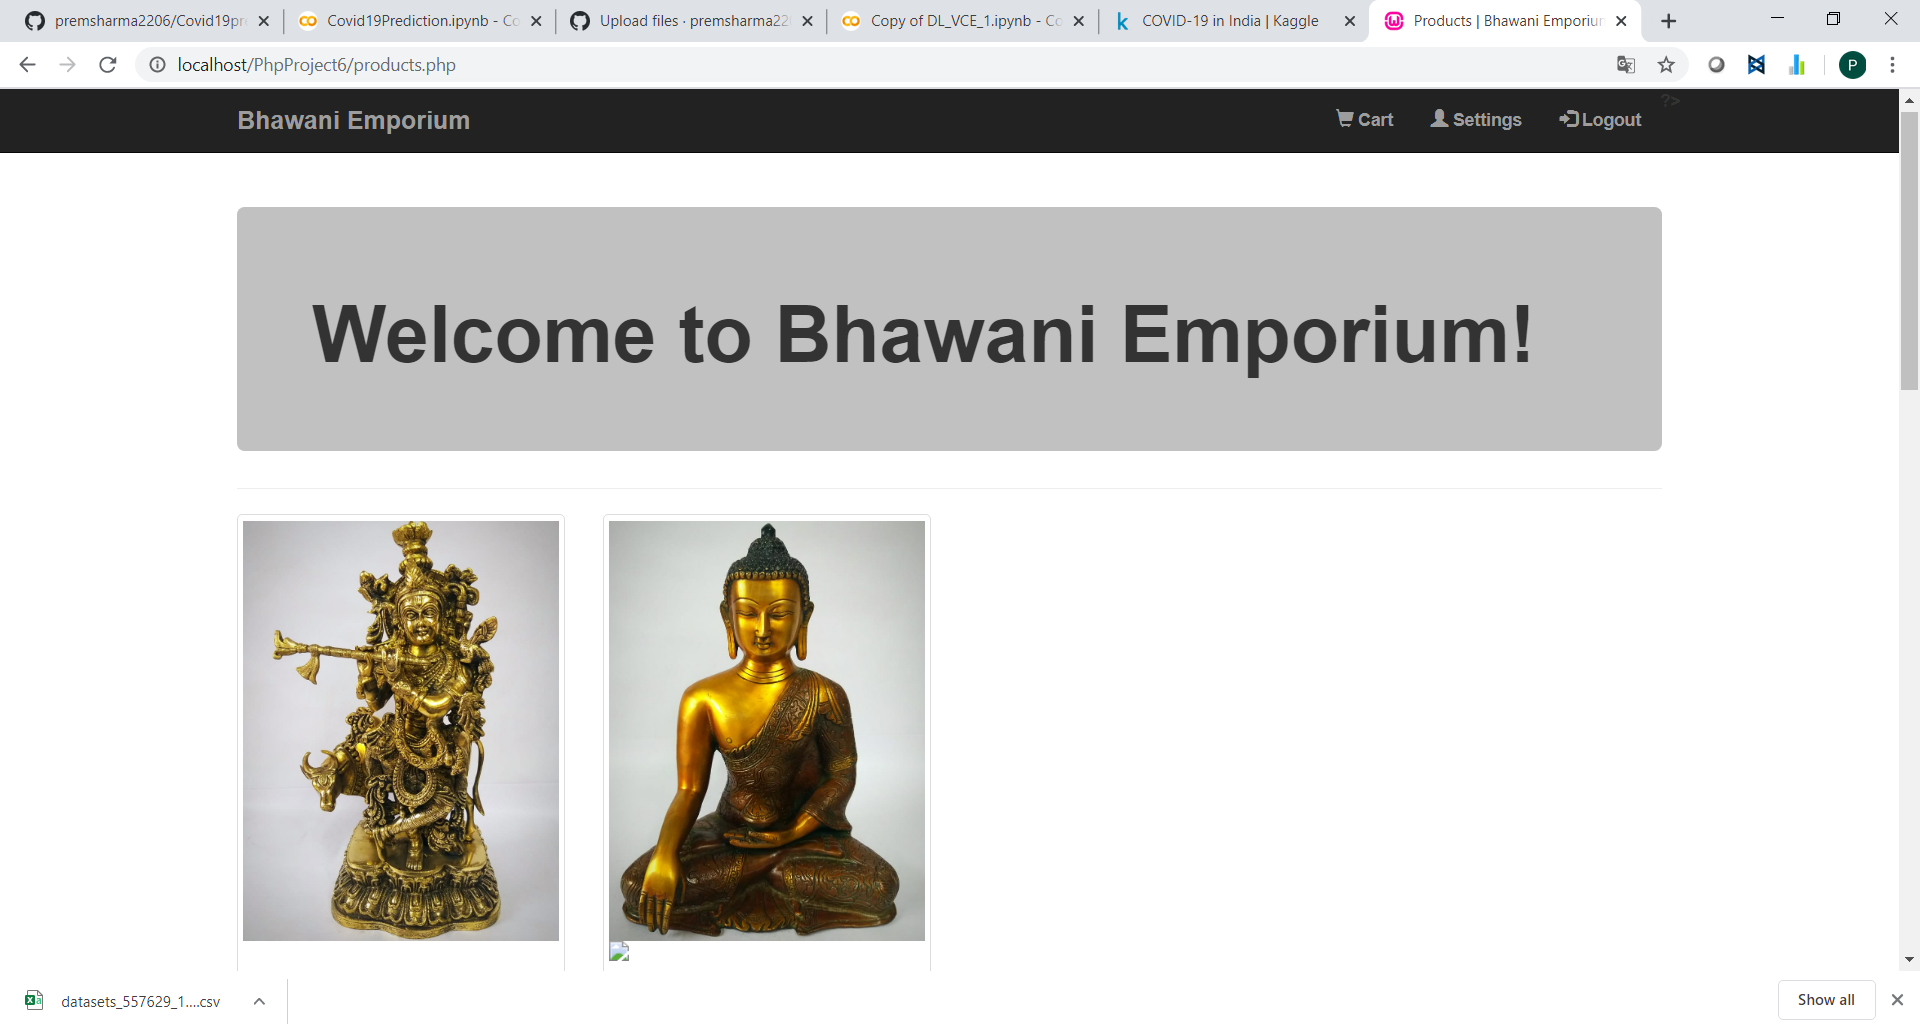 premsharma2206/Covid19pr
Covid19Prediction.ipynb - Co
Upload files · premsharma22
Copy of DL_VCE_1.ipynb - Co
COVID-19 in India | Kaggle
Products | Bhawani Emporium
localhost/PhpProject6/products.php
P
Bhawani Emporium
Cart
Settings
Logout
?>
Welcome to Bhawani Emporium!
datasets_557629_1....csv
Show all